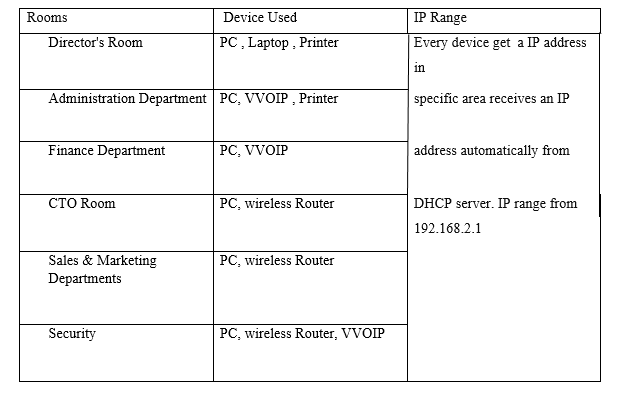 Rooms Device Used IP Range
Director's Room PC , Laptop , Printer Every device get a IP address
in
Administration Department PC, VVOIP , Printer specific area receives an IP
Finance Department PC, VVOIP address automatically from
CTO Room PC, wireless Router DHCP server. IP range from
192.168.2.1
Sales & Marketing PC, wireless Router
Departments
Security PC, wireless Router, VVOIP